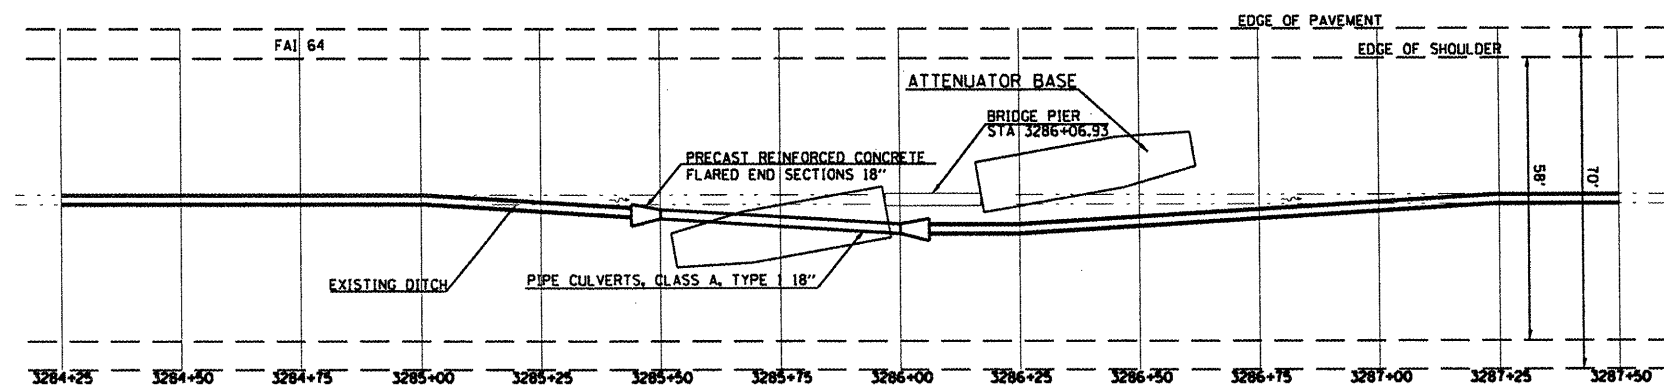 EDGE OF PAVEMENT
FAI 64
EDGE OF SHOULDER
ATTENUATOR BASE
BRIDGE PIER
STA 3286+06.93
PRECAST REINFORCED CONCRETE
FLARED END SECTIONS 18"
58'
70'
EXISTING DITCH
PIPE CULVERTS, CLASS A, TYPE 1 18"
3284+25 3284+50 3284+75 3285+00 3285+25 3285+50 3285+75 3286+00 3286+25 3286+50 3286+75 3287+00 3287+25 3287+50